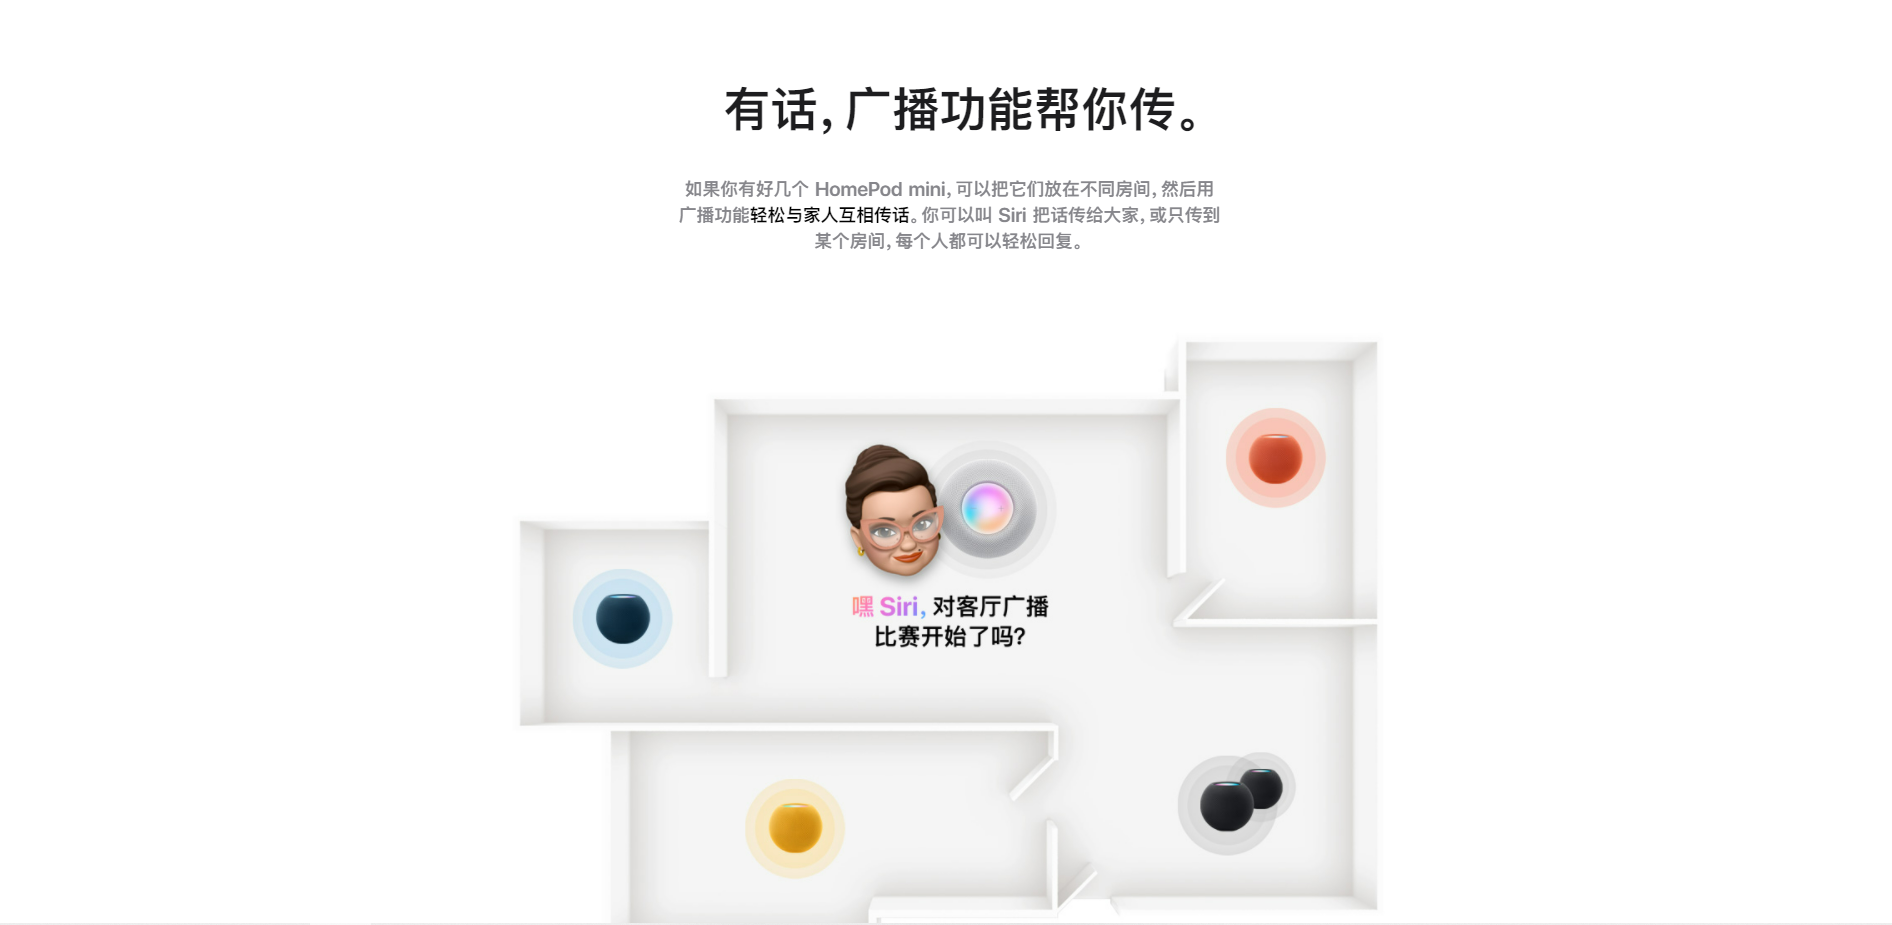 有话，广播功能帮你传。
如果你有好几个 HomePod mini，可以把它们放在不同房间，然后用
广播功能轻松与家人互相传话。你可以叫 Siri 把话传给大家，或只传到
某个房间，每个人都可以轻松回复。
嘿 Siri，对客厅广播
比赛开始了吗？